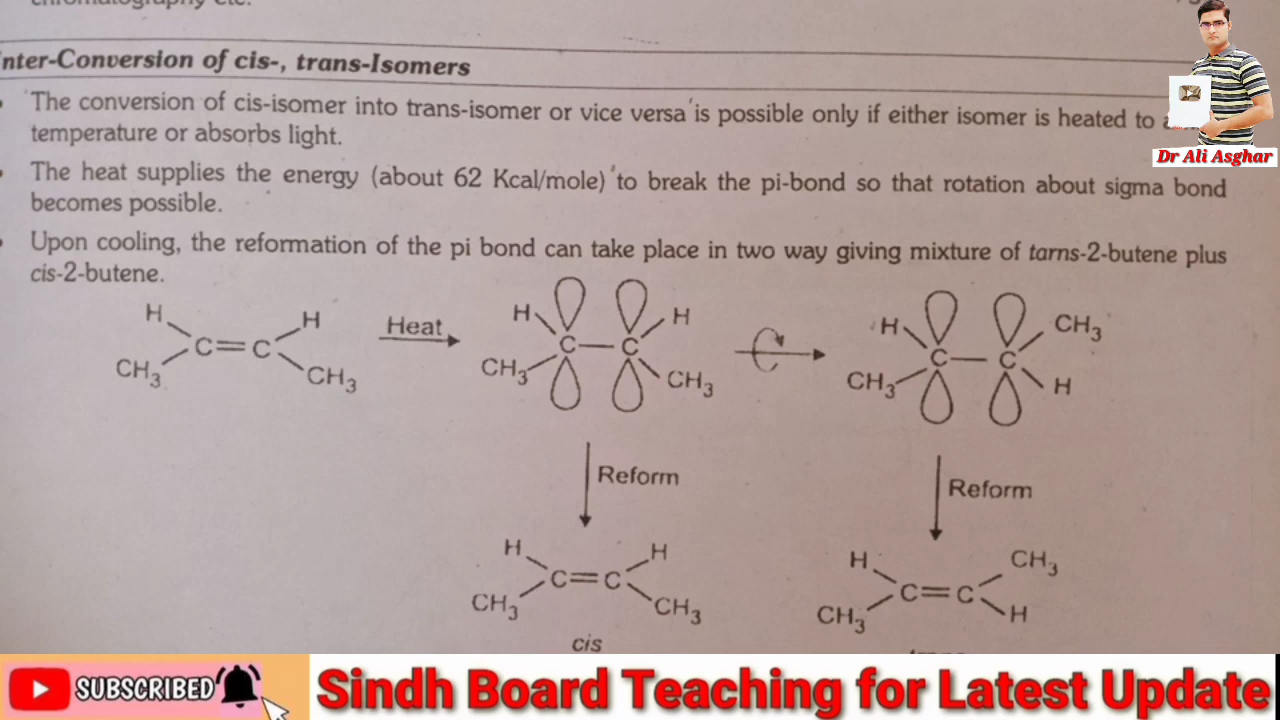 chromatography etc.
nter-Conversion of cis-, trans-Isomers
The conversion of cis-isomer into trans-isomer or vice versa is possible only if either isomer is heated to
temperature or absorbs light.
The heat supplies the energy (about 62 Kcal/mole) to break the pi-bond so that rotation about sigma bond
becomes possible.
Upon cooling, the reformation of the pi bond can take place in two way giving mixture of tarns-2-butene plus
cis-2-butene.
H H
C=C
CH3 CH3
Heat
H H
C—C
CH3 CH3
H CH3
C—C
CH3 H
Reform
Reform
H H
C=C
CH3 CH3
cis
H CH3
C=C
CH3 H
Dr Ali Asghar
SUBSCRIBED
Sindh Board Teaching for Latest Update